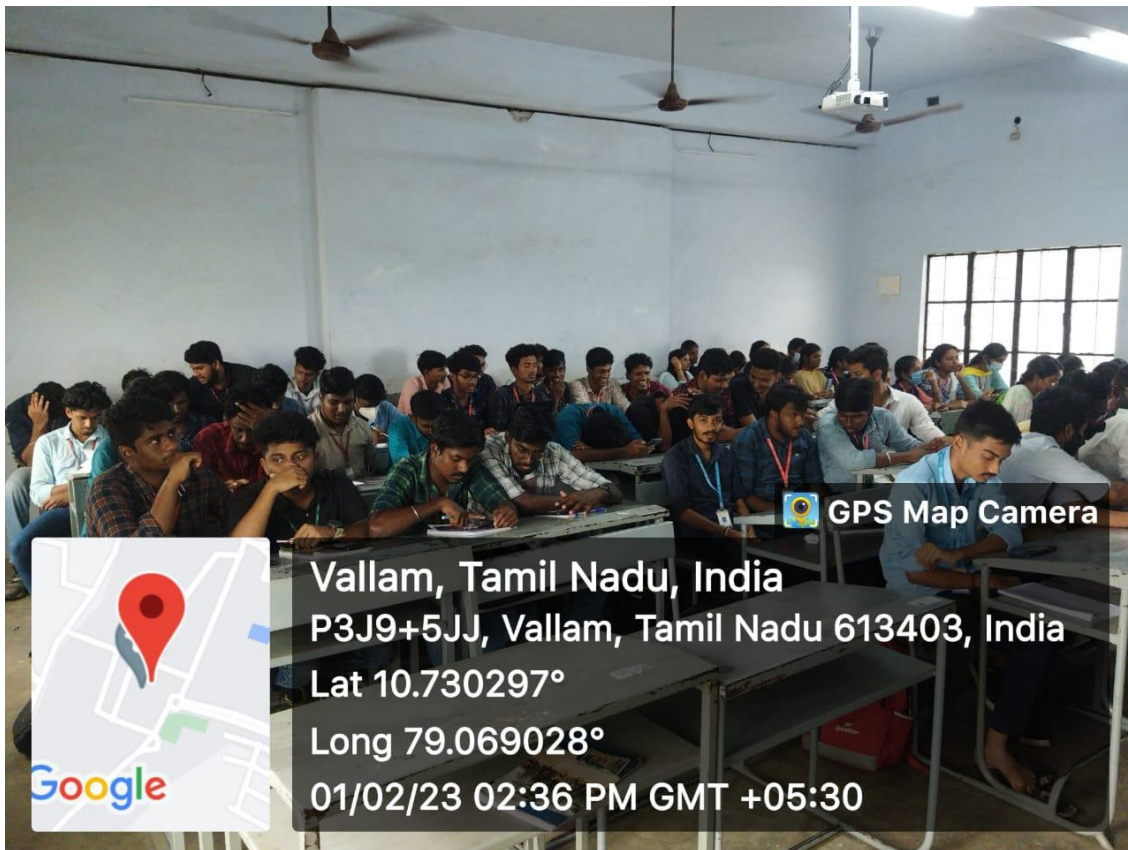 GPS Map Camera
Vallam, Tamil Nadu, India
P3J9+5JJ, Vallam, Tamil Nadu 613403, India
Lat 10.730297°
Long 79.069028°
01/02/23 02:36 PM GMT +05:30
Google